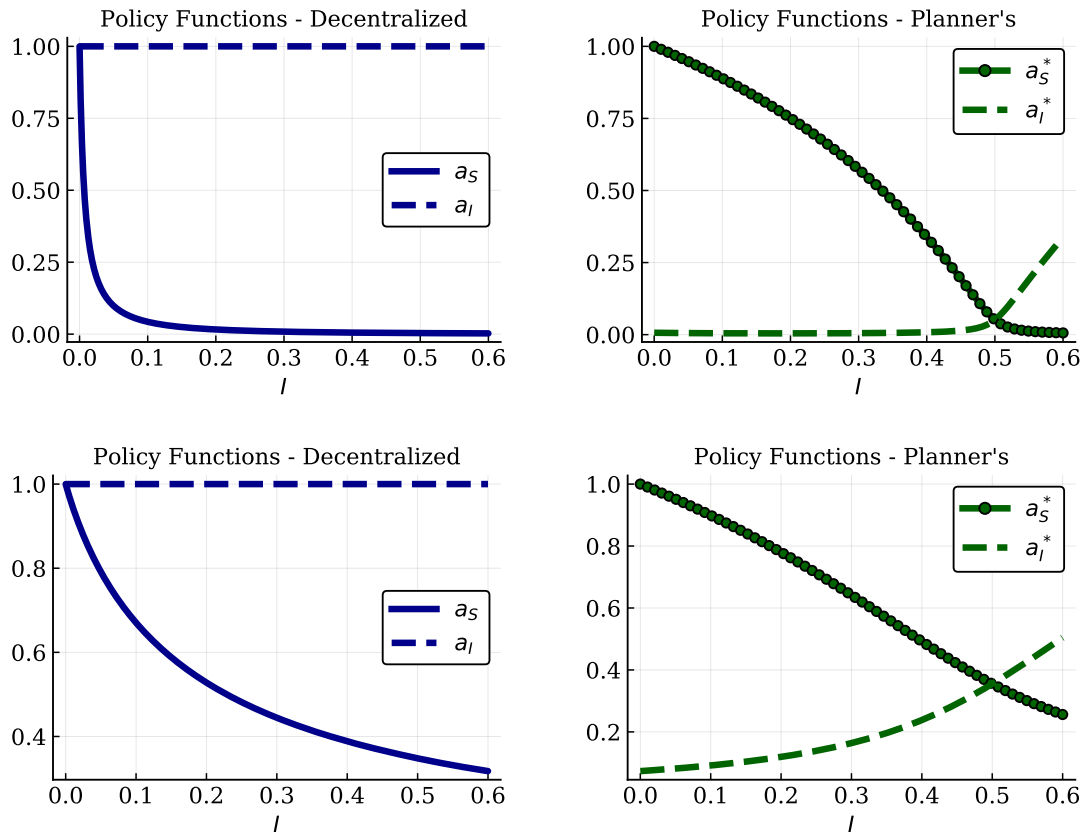 Policy Functions - Decentralized
1.00
0.75
0.50
0.25
0.00
a_S
a_I
0.0 0.1 0.2 0.3 0.4 0.5 0.6
I
Policy Functions - Planner's
1.00
0.75
0.50
0.25
0.00
a_S^*
a_I^*
0.0 0.1 0.2 0.3 0.4 0.5 0.6
I
Policy Functions - Decentralized
1.0
0.8
0.6
0.4
a_S
a_I
0.0 0.1 0.2 0.3 0.4 0.5 0.6
I
Policy Functions - Planner's
1.0
0.8
0.6
0.4
0.2
a_S^*
a_I^*
0.0 0.1 0.2 0.3 0.4 0.5 0.6
I